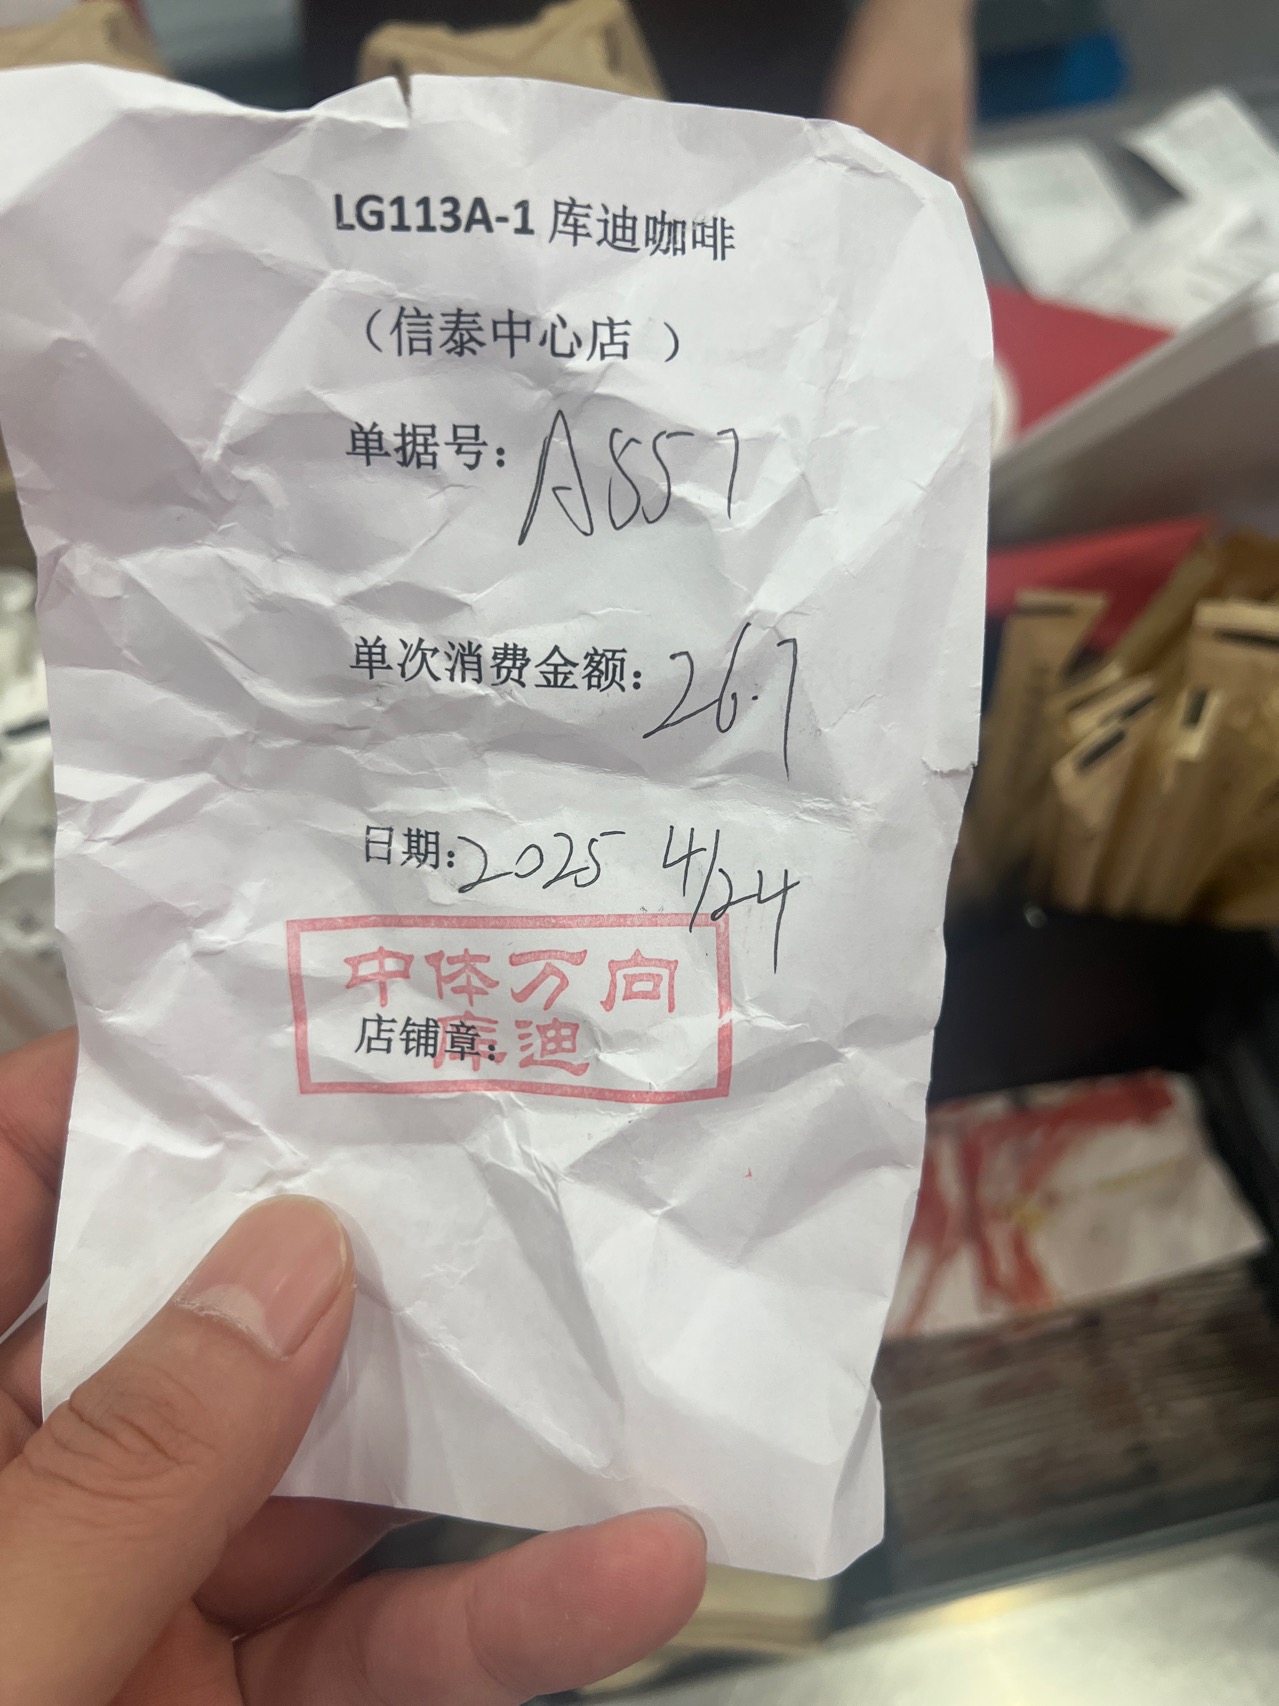 LG113A-1 库迪咖啡
（信泰中心店 ）
单据号：A857
单次消费金额：26.7
日期：2025 4/24
中体万向
库迪
店铺章：